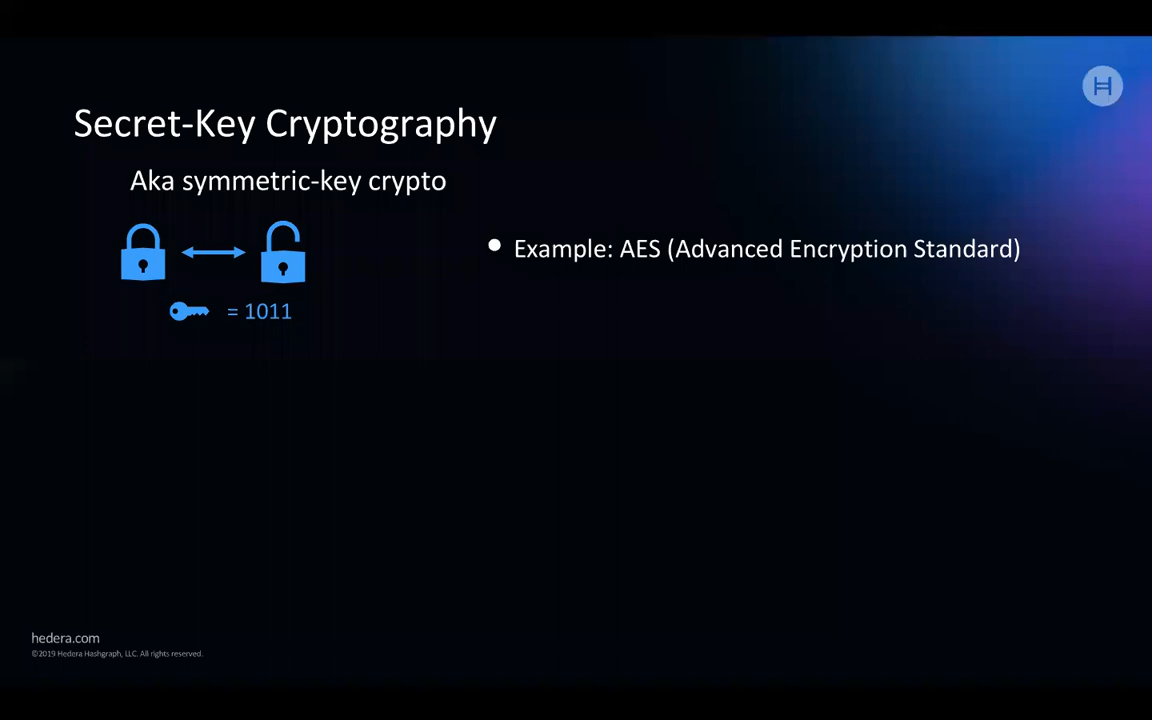 Secret-Key Cryptography
Aka symmetric-key crypto
• Example: AES (Advanced Encryption Standard)
= 1011
hedera.com
©2019 Hedera Hashgraph, LLC. All rights reserved.